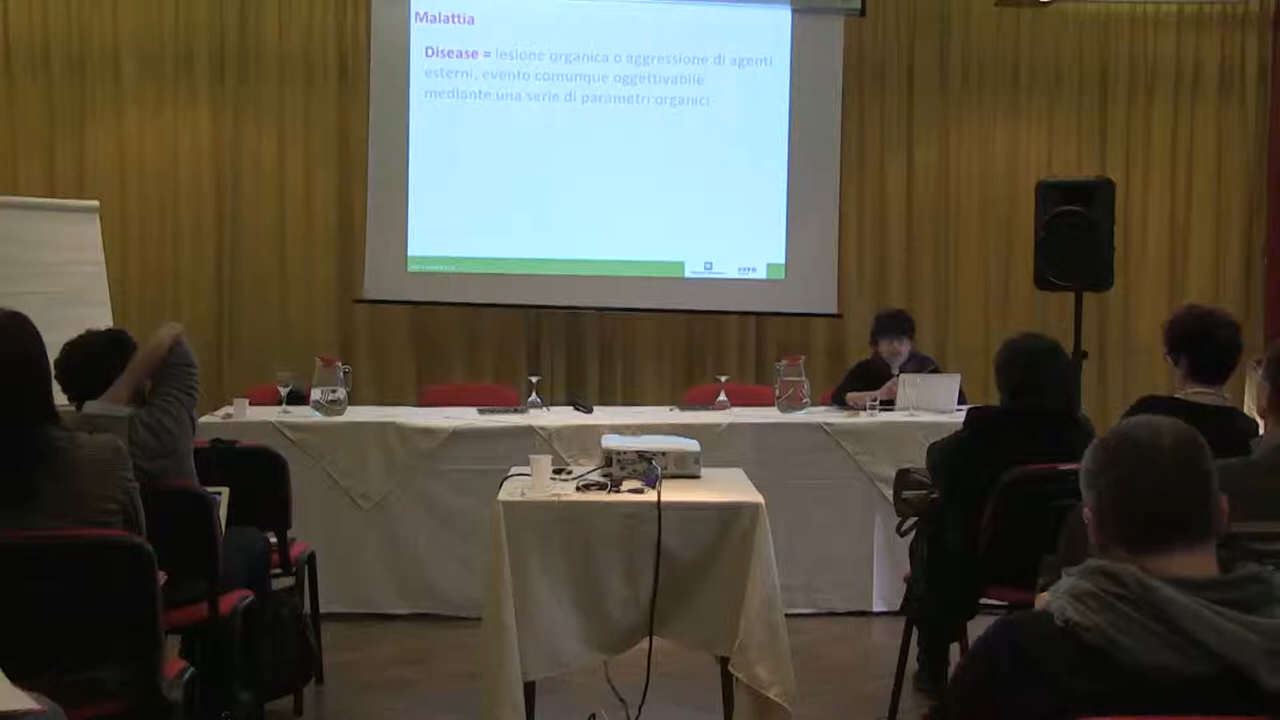 Malattia
Disease = lesione organica o aggressione di agenti
esterni, evento comunque oggettivabile
mediante una serie di parametri organici